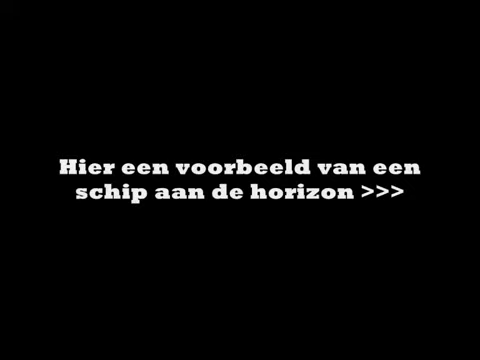 Hier een voorbeeld van een
schip aan de horizon >>>